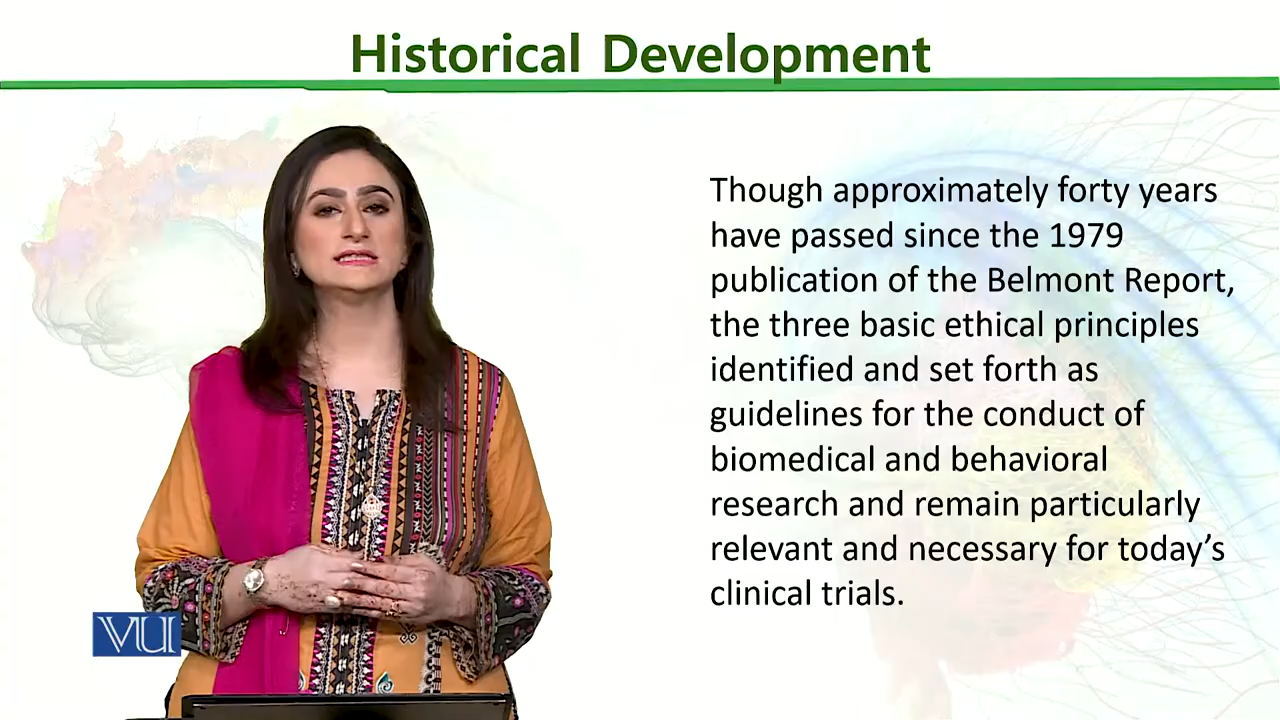 Historical Development
Though approximately forty years
have passed since the 1979
publication of the Belmont Report,
the three basic ethical principles
identified and set forth as
guidelines for the conduct of
biomedical and behavioral
research and remain particularly
relevant and necessary for today’s
clinical trials.
VU